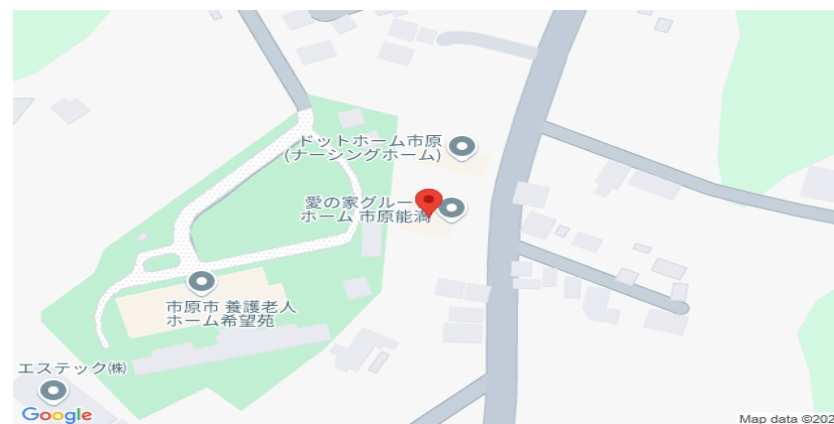 ドットホーム市原
(ナーシングホーム)
愛の家グルー
ホーム 市原能満
市原市 養護老人
ホーム希望苑
エステック㈱
Google
Map data ©202